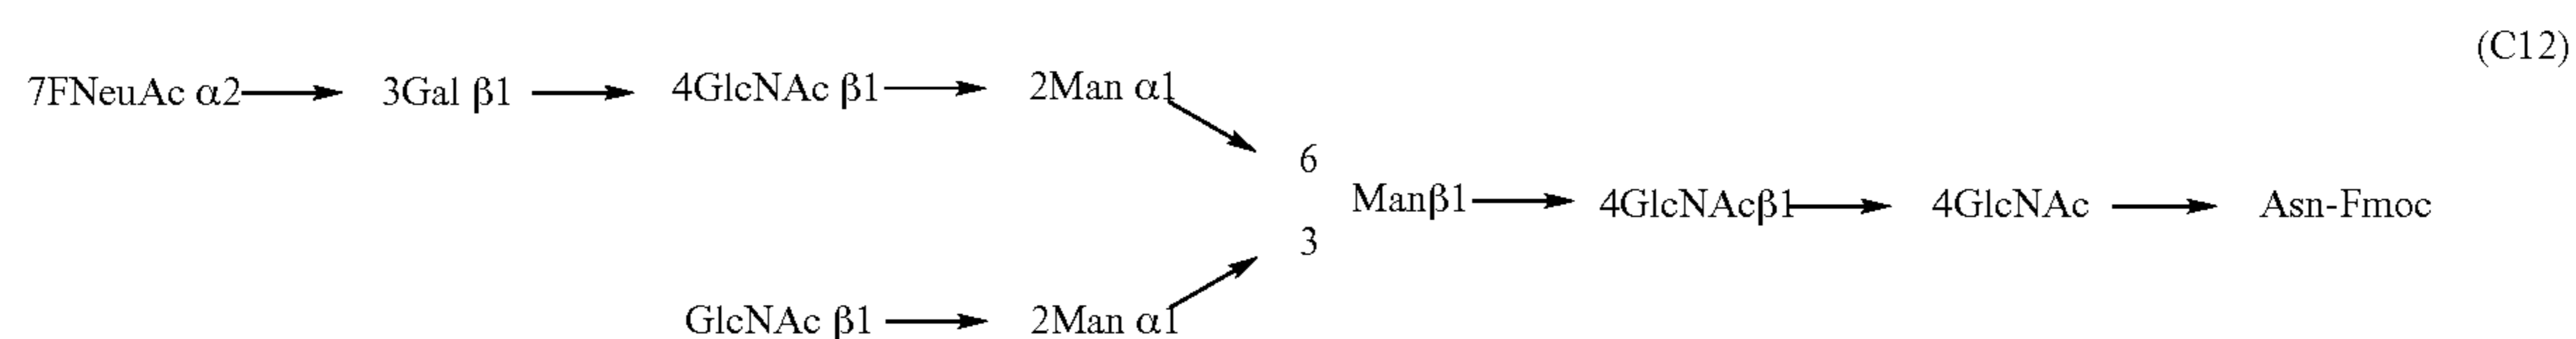 (C12)
7FNeuAc α2 3Gal β1 4GlcNAc β1 2Man α1
6
Manβ1 4GlcNAcβ1 4GlcNAc Asn-Fmoc
3
GlcNAc β1 2Man α1